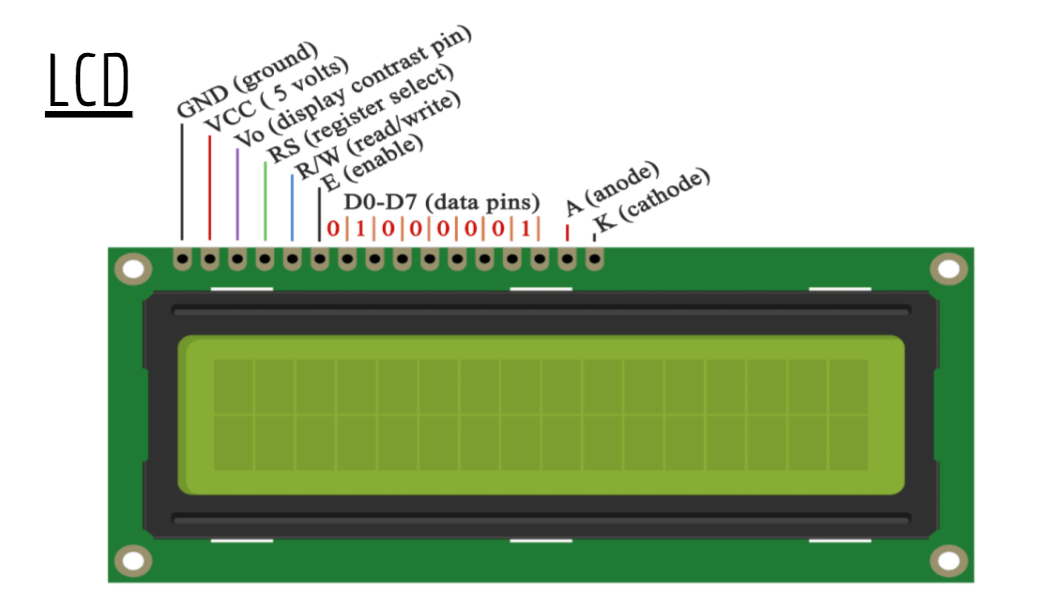 LCD
GND (ground)
VCC ( 5 volts)
Vo (display contrast pin)
RS (register select)
R/W (read/write)
E (enable)
D0-D7 (data pins)
0 1 0 0 0 0 0 1
A (anode)
K (cathode)